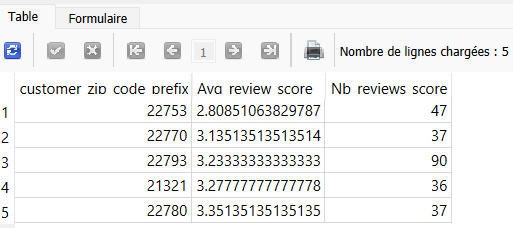 Table Formulaire
1 Nombre de lignes chargées : 5
customer_zip_code_prefix Avg_review_score Nb_reviews_score
1 22753 2.80851063829787 47
2 22770 3.13513513513514 37
3 22793 3.23333333333333 90
4 21321 3.27777777777778 36
5 22780 3.35135135135135 37